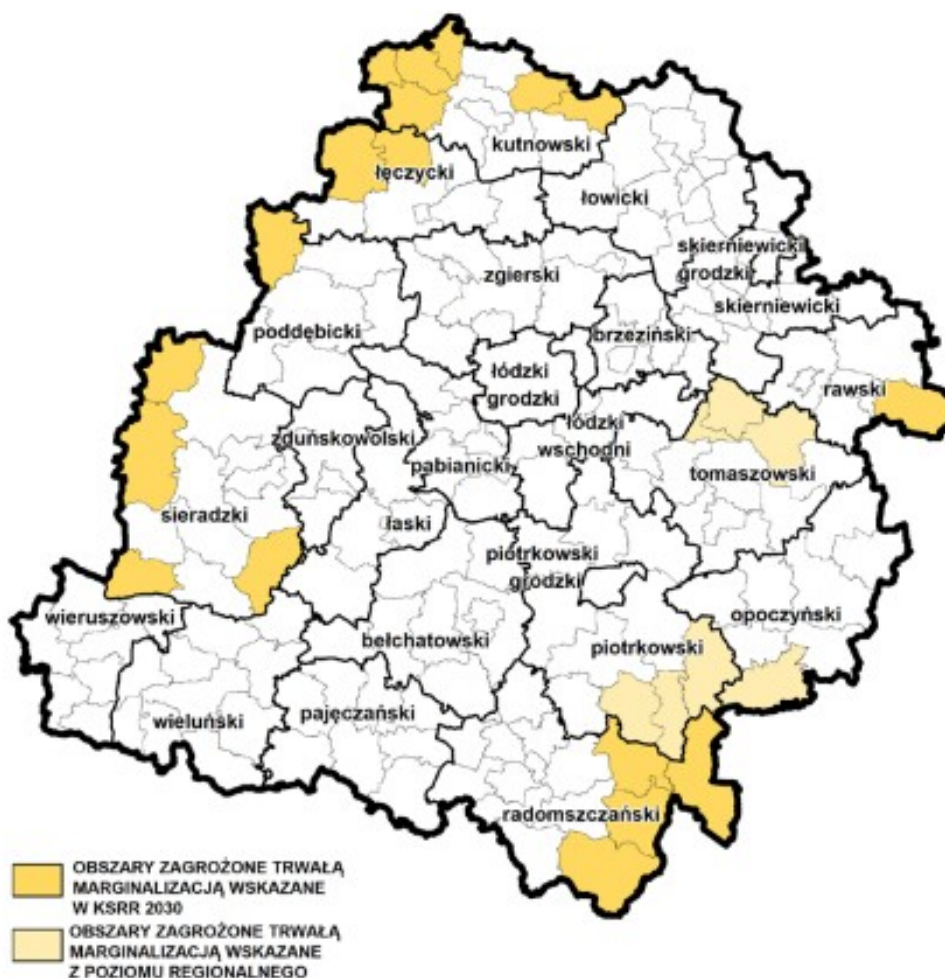 kutnowski
łęczycki
łowicki
skierniewicki
grodzki
zgierski
skierniewicki
poddębicki
brzeziński
łódzki
grodzki
rawski
łódzki
wschodni
zduńskowolski
pabianicki
tomaszowski
sieradzki
łaski
piotrkowski
grodzki
wieruszowski
opoczyński
bełchatowski
piotrkowski
wieluński
pajęczański
radomszczański
OBSZARY ZAGROŻONE TRWAŁĄ
MARGINALIZACJĄ WSKAZANE
W KSRR 2030
OBSZARY ZAGROŻONE TRWAŁĄ
MARGINALIZACJĄ WSKAZANE
Z POZIOMU REGIONALNEGO